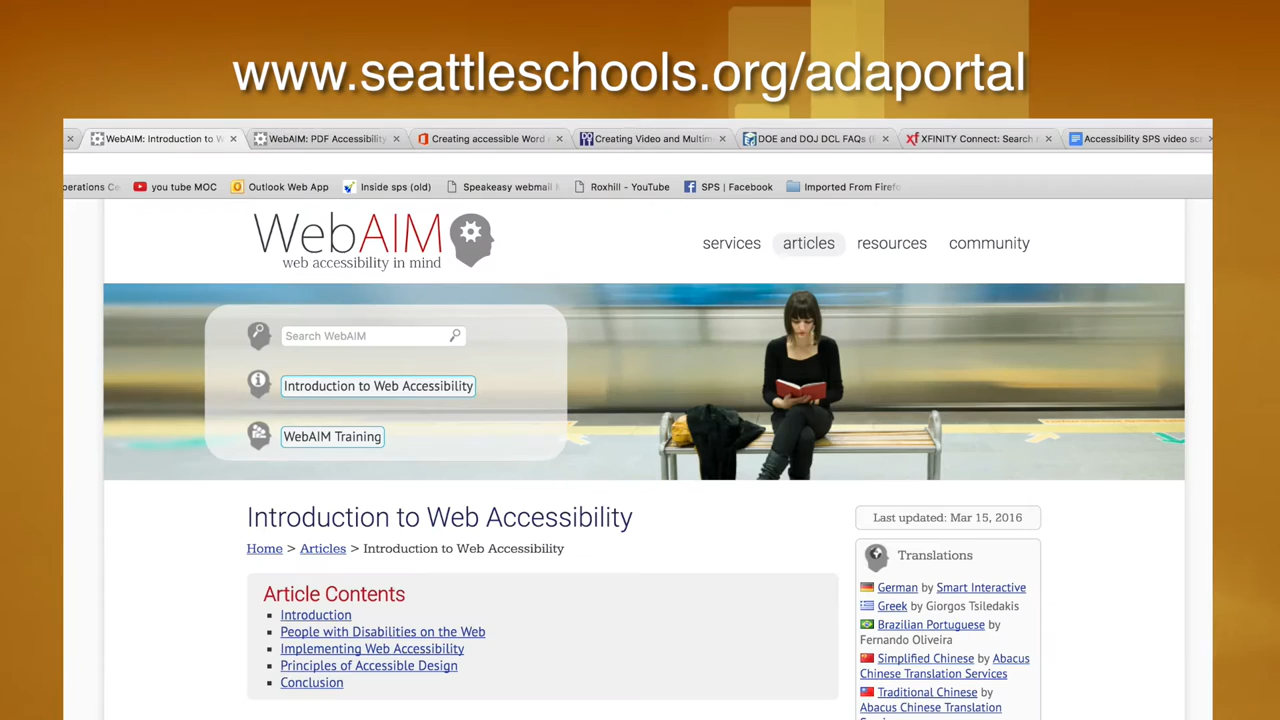 www.seattleschools.org/adaportal
WebAIM: Introduction to W
WebAIM: PDF Accessibility
Creating accessible Word
Creating Video and Multim
DOE and DOJ DCL FAQs (
XFINITY Connect: Search
Accessibility SPS video
you tube MOC
Outlook Web App
Inside sps (old)
Speakeasy webmail
Roxhill - YouTube
SPS | Facebook
Imported From Firefo
WebAIM
web accessibility in mind
services articles resources community
Search WebAIM
Introduction to Web Accessibility
WebAIM Training
Introduction to Web Accessibility
Home > Articles > Introduction to Web Accessibility
Article Contents
Introduction
People with Disabilities on the Web
Implementing Web Accessibility
Principles of Accessible Design
Conclusion
Last updated: Mar 15, 2016
Translations
German by Smart Interactive
Greek by Giorgos Tsiledakis
Brazilian Portuguese by
Fernando Oliveira
Simplified Chinese by Abacus
Chinese Translation Services
Traditional Chinese by
Abacus Chinese Translation